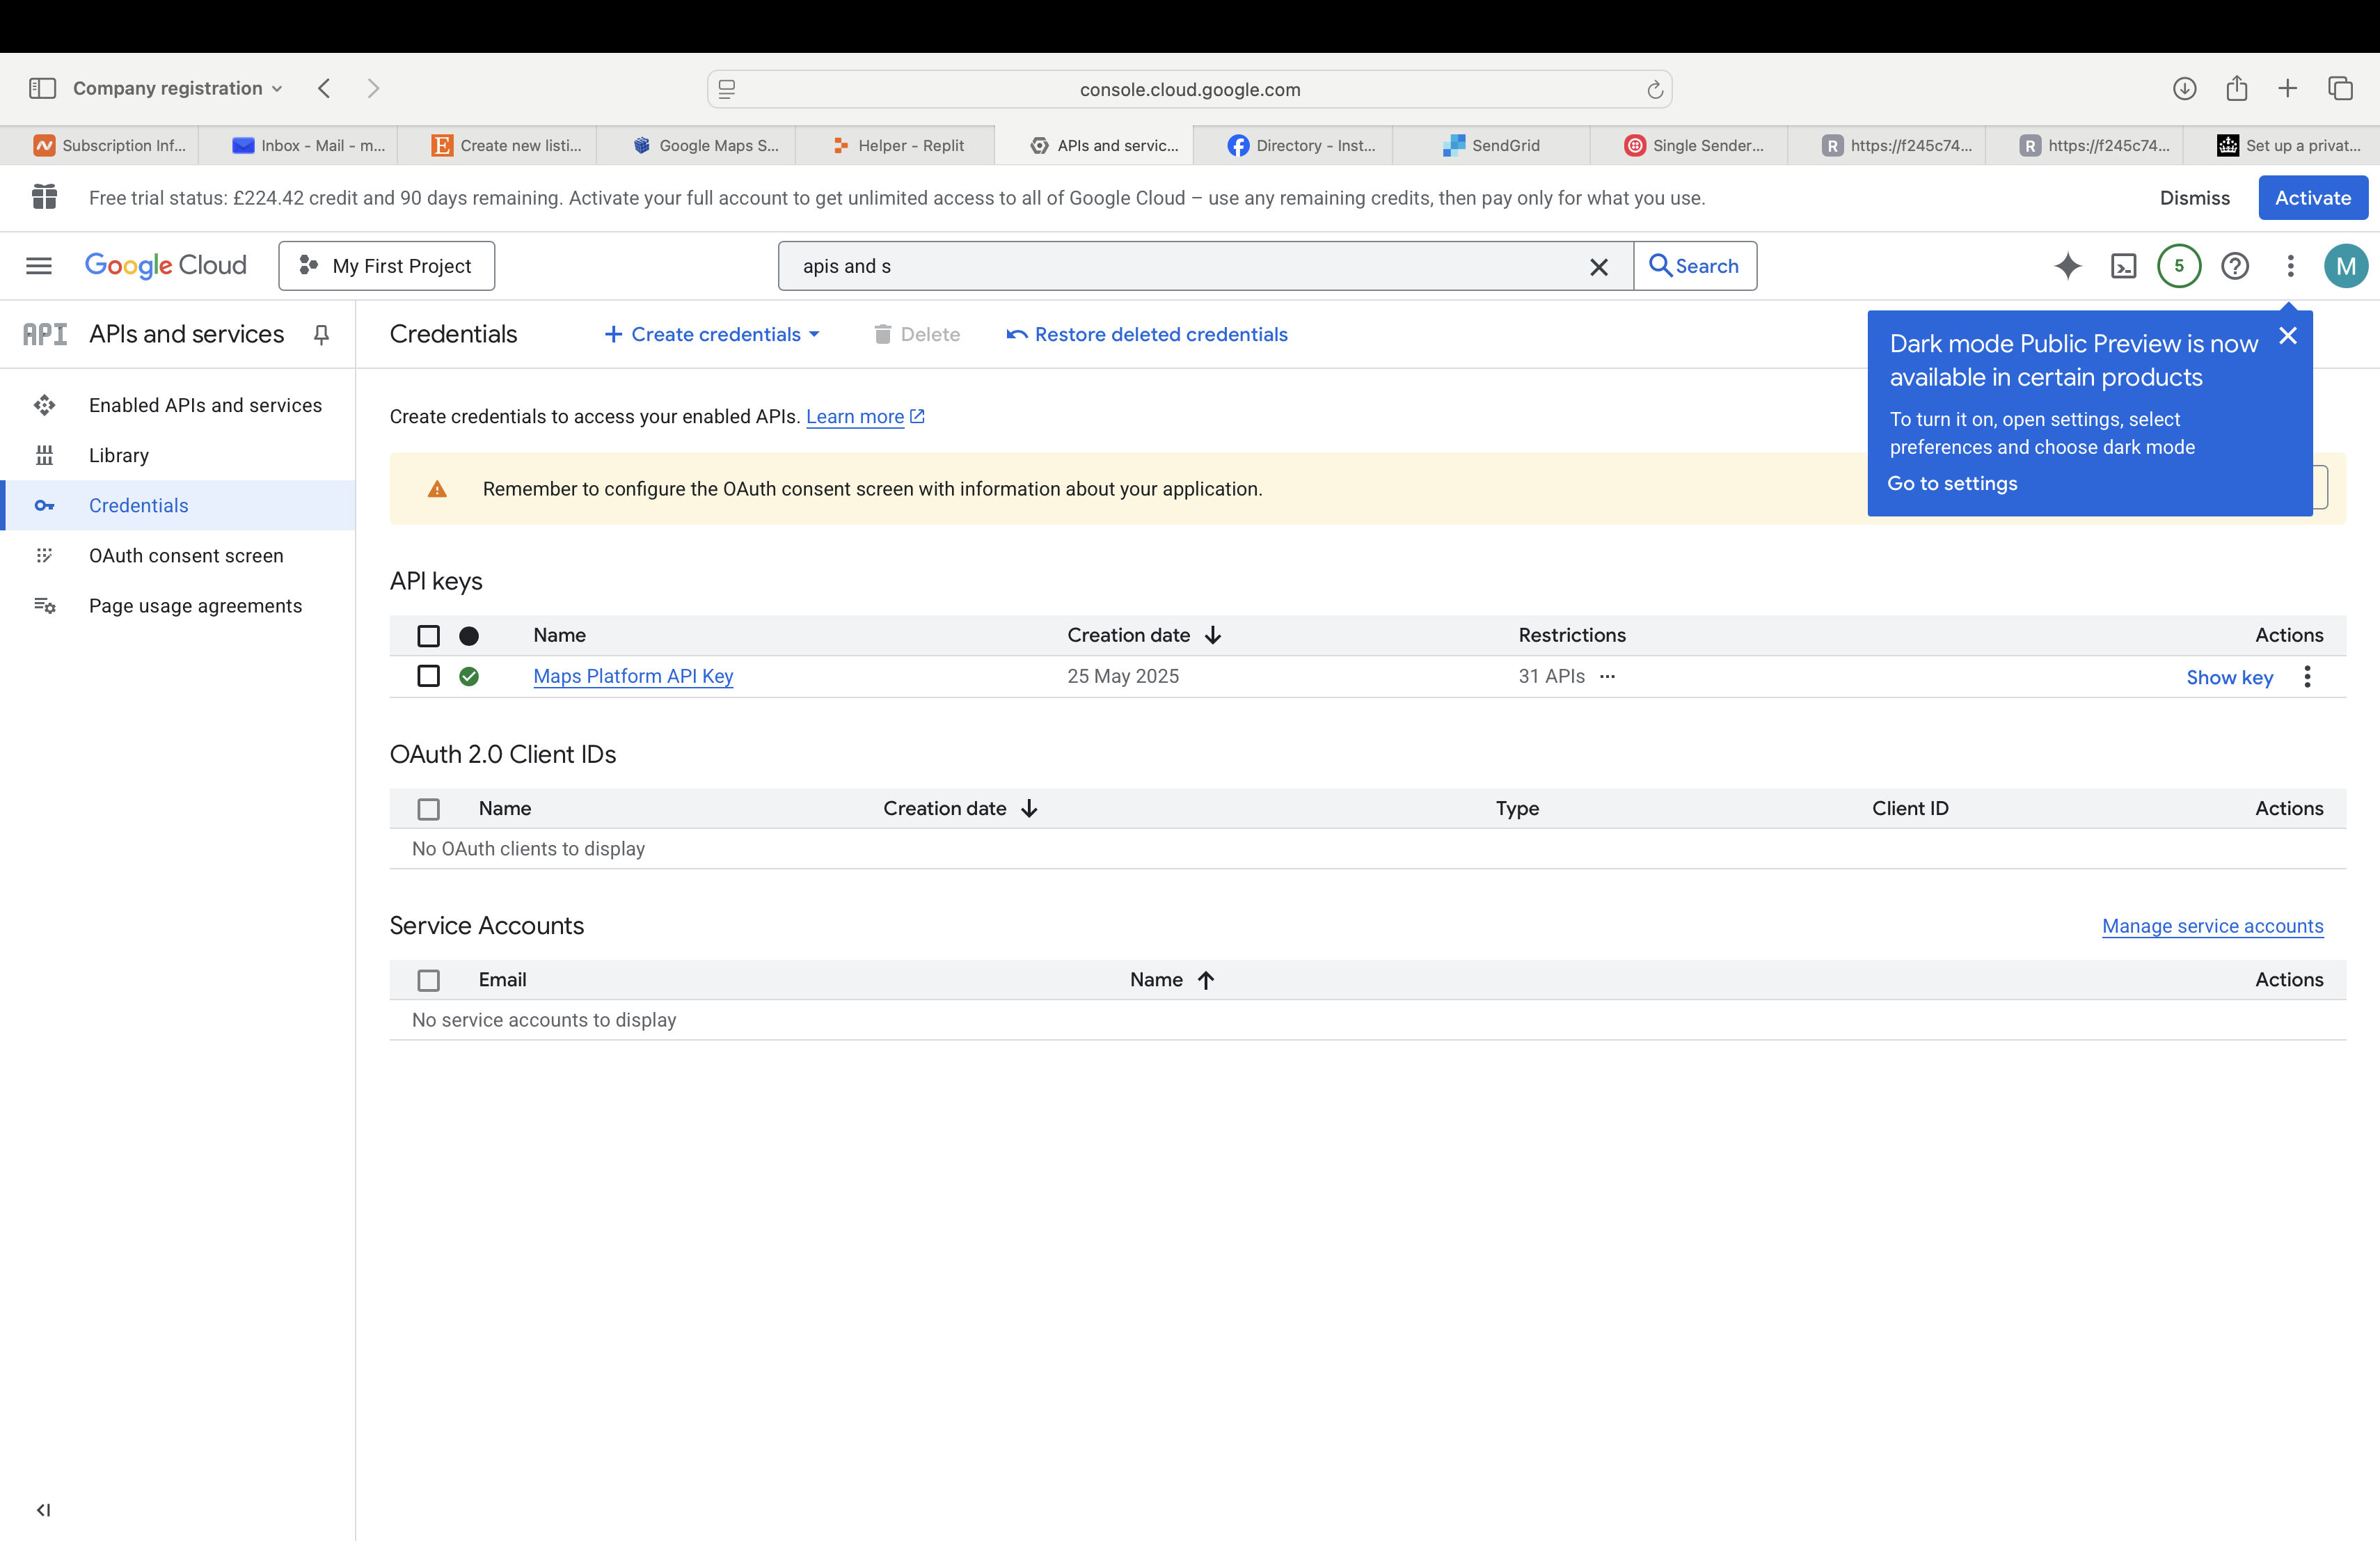 Company registration
console.cloud.google.com
Subscription Inf...
Inbox - Mail - m...
Create new listi...
Google Maps S...
Helper - Replit
APIs and servic...
Directory - Inst...
SendGrid
Single Sender...
R https://f245c74...
R https://f245c74...
Set up a privat...
Free trial status: £224.42 credit and 90 days remaining. Activate your full account to get unlimited access to all of Google Cloud – use any remaining credits, then pay only for what you use.
Dismiss
Activate
Google Cloud
My First Project
apis and s
Search
5
M
API APIs and services
Credentials
Create credentials
Delete
Restore deleted credentials
Dark mode Public Preview is now
available in certain products
To turn it on, open settings, select
preferences and choose dark mode
Go to settings
Enabled APIs and services
Library
Credentials
OAuth consent screen
Page usage agreements
Create credentials to access your enabled APIs. Learn more
Remember to configure the OAuth consent screen with information about your application.
API keys
Name Creation date Restrictions Actions
Maps Platform API Key 25 May 2025 31 APIs ... Show key
OAuth 2.0 Client IDs
Name Creation date Type Client ID Actions
No OAuth clients to display
Service Accounts
Manage service accounts
Email Name Actions
No service accounts to display